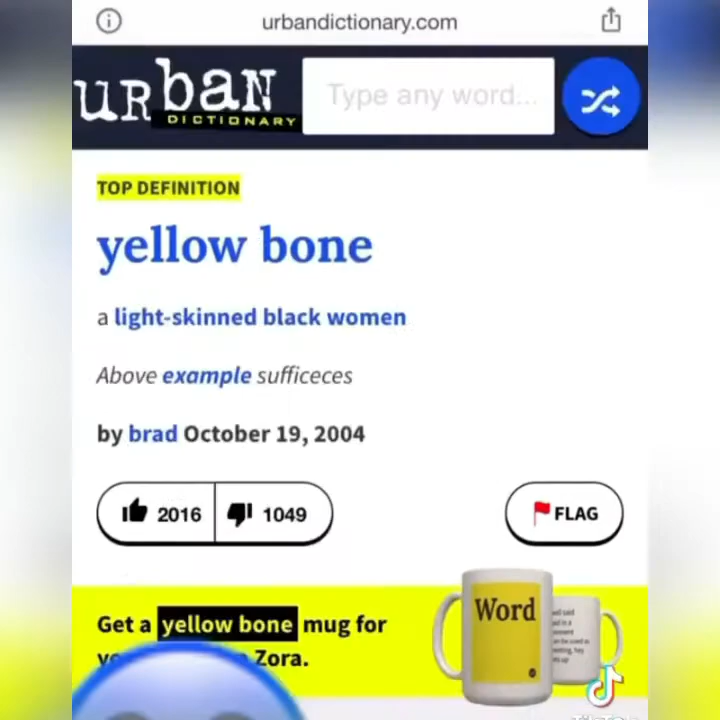 urbandictionary.com
URBAN
DICTIONARY
Type any word...
TOP DEFINITION
yellow bone
a light-skinned black women
Above example sufficeces
by brad October 19, 2004
2016
1049
FLAG
Get a yellow bone mug for
Zora.
Word
TikTok